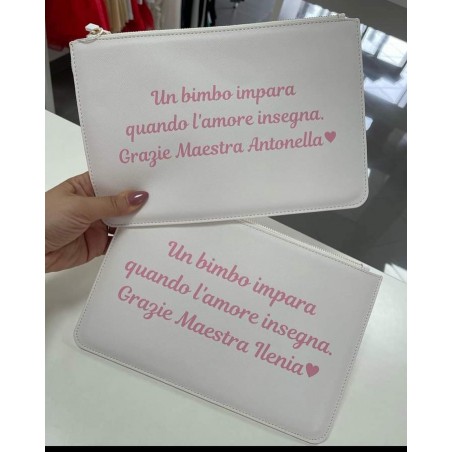 Un bimbo impara
quando l'amore insegna.
Grazie Maestra Antonella♥
Un bimbo impara
quando l'amore insegna.
Grazie Maestra Ilenia♥